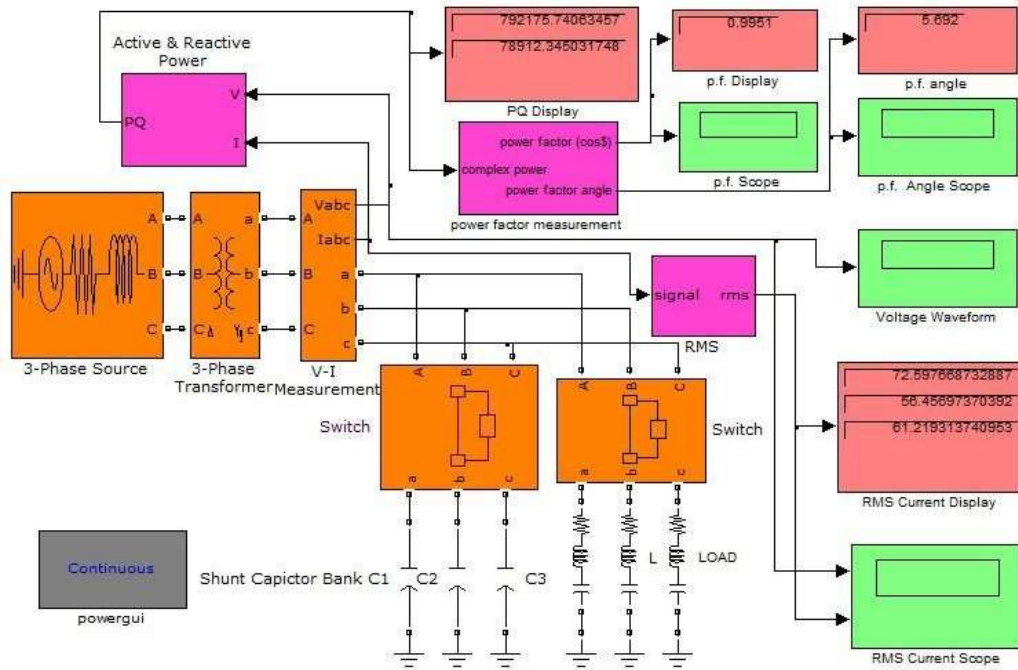 792175.74063457
78912.345031748
PQ Display
0.9951
p.f. Display
5.692
p.f. angle
Active & Reactive
Power
V
PQ
I
power factor (cos$)
complex power
power factor angle
power factor measurement
p.f. Scope
p.f. Angle Scope
A
B
C
3-Phase Source
A
B
C
a
b
c
Δ
Yg
3-Phase
Transformer
A
B
C
Vabc
Iabc
a
b
c
V-I
Measurement
signal
rms
RMS
Voltage Waveform
A
B
C
Switch
a
b
c
A
B
C
Switch
a
b
c
72.597668732887
56.45697370392
61.219313740953
RMS Current Display
Continuous
powergui
Shunt Capictor Bank C1
C2
C3
L
LOAD
RMS Current Scope